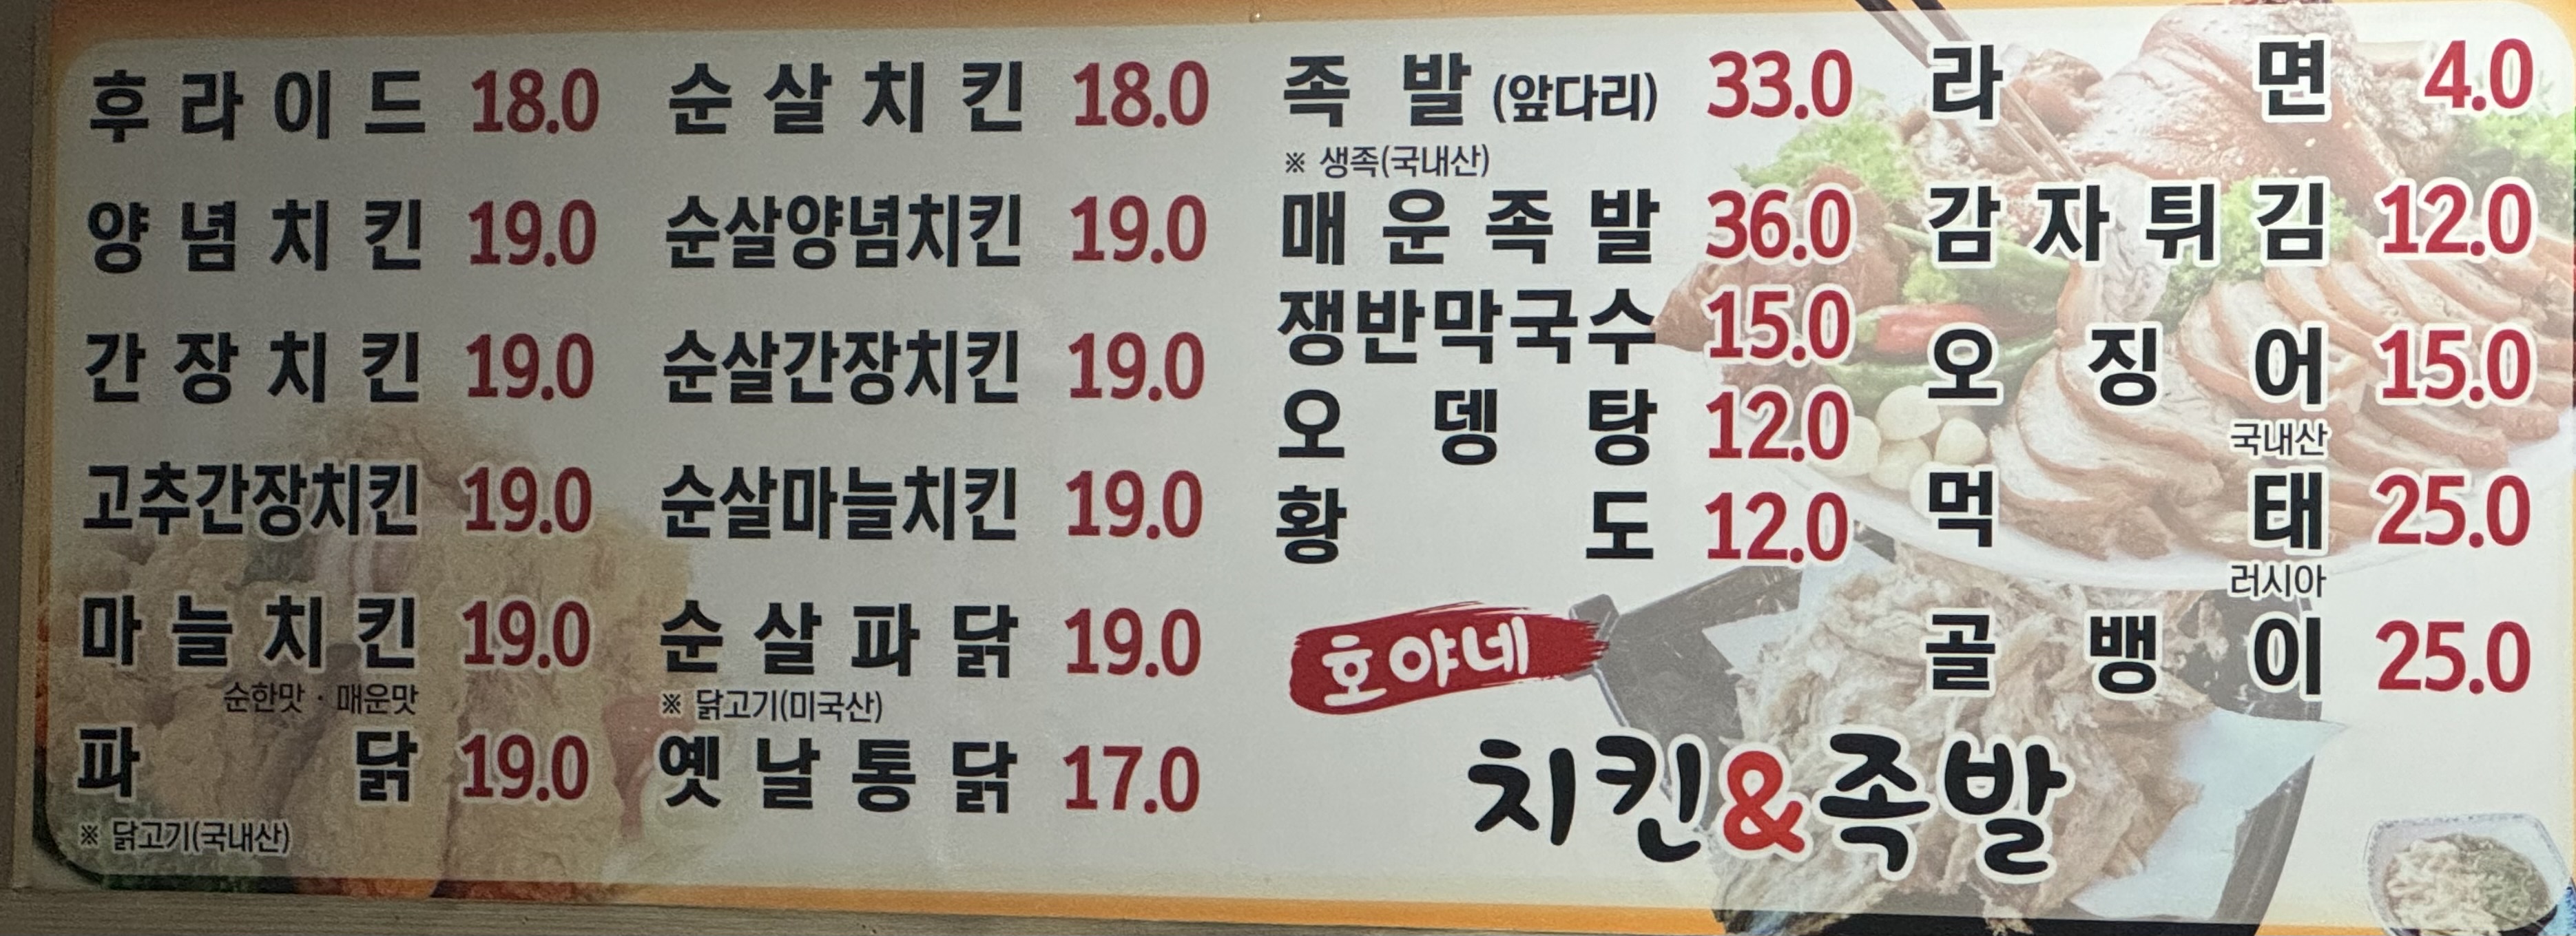 후라이드 18.0
양념치킨 19.0
간장치킨 19.0
고추간장치킨 19.0
마늘치킨 19.0
순한맛 · 매운맛
파닭 19.0
※ 닭고기(국내산)
순살치킨 18.0
순살양념치킨 19.0
순살간장치킨 19.0
순살마늘치킨 19.0
순살파닭 19.0
※ 닭고기(미국산)
옛날통닭 17.0
족발 (앞다리) 33.0
※ 생족(국내산)
매운족발 36.0
쟁반막국수 15.0
오뎅탕 12.0
황도 12.0
라면 4.0
감자튀김 12.0
오징어 15.0
국내산
먹태 25.0
러시아
골뱅이 25.0
호야네
치킨&족발